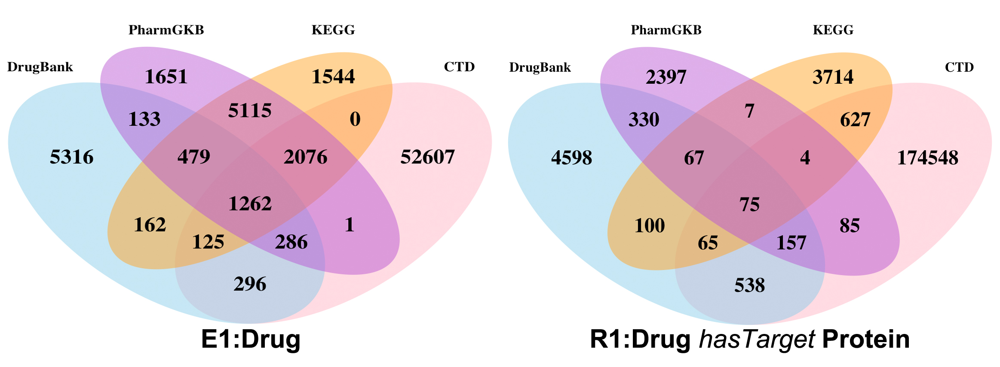 PharmGKB KEGG
DrugBank CTD
1651 1544
5115
133 0
5316 479 2076 52607
1262
162 1
125 286
296
E1:Drug
PharmGKB KEGG
DrugBank CTD
2397 3714
7
330 627
4598 67 4 174548
75
100 85
65 157
538
R1:Drug hasTarget Protein